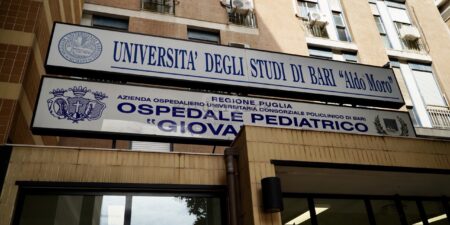 UNIVERSITA' DEGLI STUDI DI BARI "Aldo Moro"
REGIONE PUGLIA
AZIENDA OSPEDALIERO UNIVERSITARIA CONSORZIALE POLICLINICO DI BARI
OSPEDALE PEDIATRICO
"GIOVA